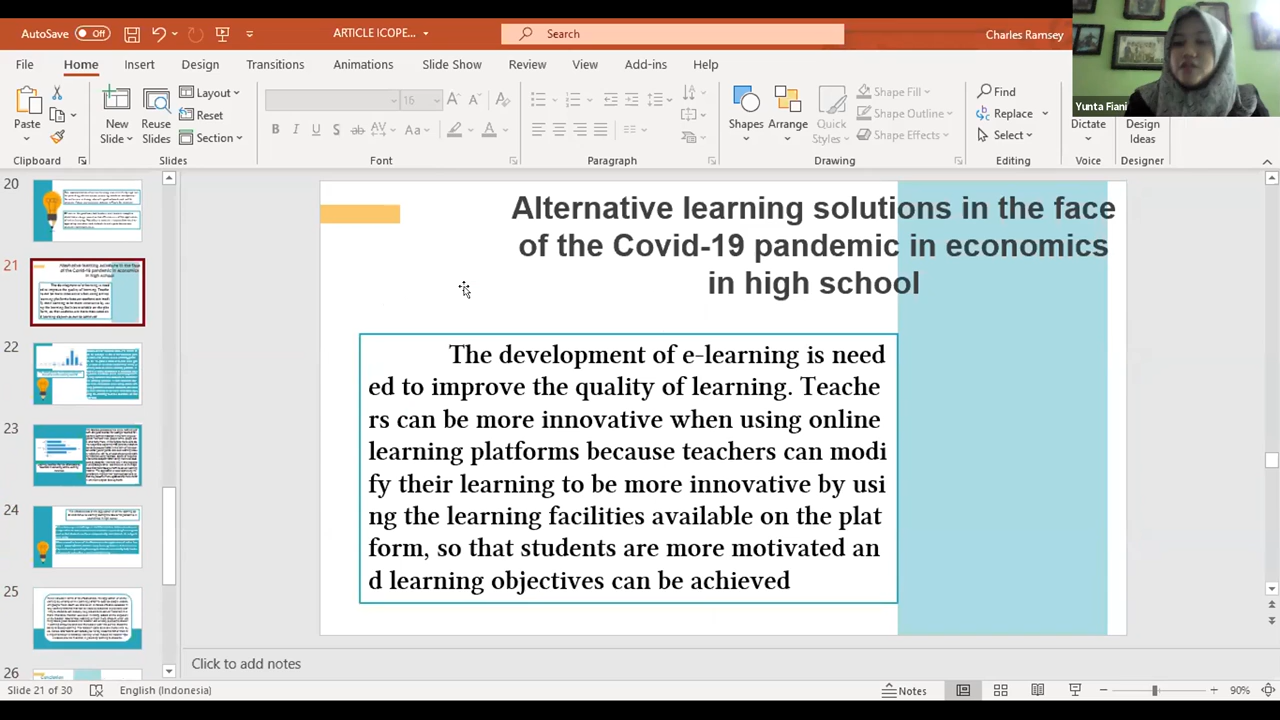 AutoSave Off ARTICLE ICOPE... Search Charles Ramsey
File Home Insert Design Transitions Animations Slide Show Review View Add-ins Help
Yunta Fiani
Paste
New Slide
Reuse Slides
Layout
Reset
Section
16
Shapes
Arrange
Quick Styles
Shape Fill
Shape Outline
Shape Effects
Find
Replace
Select
Dictate
Design Ideas
Clipboard Slides Font Paragraph Drawing Editing Voice Designer
20
21
22
23
24
25
26
Alternative learning solutions in the face
of the Covid-19 pandemic in economics
in high school
The development of e-learning is need
ed to improve the quality of learning. Teache
rs can be more innovative when using online
learning platforms because teachers can modi
fy their learning to be more innovative by usi
ng the learning facilities available on the plat
form, so that students are more motivated an
d learning objectives can be achieved
Click to add notes
Slide 21 of 30 English (Indonesia) Notes 90%